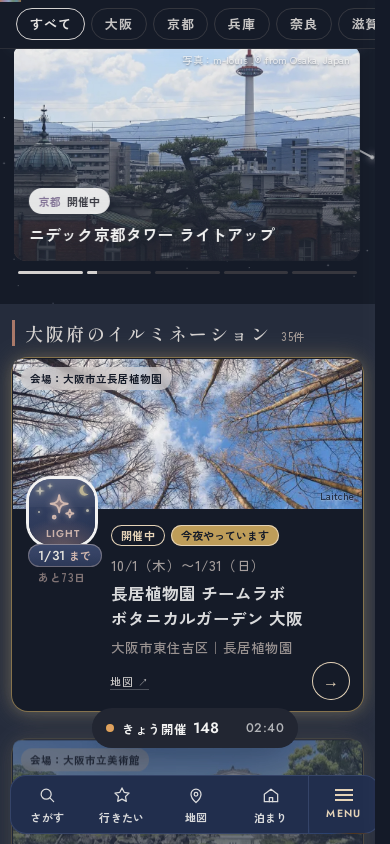 すべて
大阪
京都
兵庫
奈良
滋賀
写真：m-louis .® from Osaka, Japan
京都 開催中
ニデック京都タワー ライトアップ
大阪府のイルミネーション 35件
会場：大阪市立長居植物園
Laitche
LIGHT
1/31 まで
あと73日
開催中
今夜やっています
10/1（木）〜1/31（日）
長居植物園 チームラボ
ボタニカルガーデン 大阪
大阪市東住吉区｜長居植物園
地図 ↗
→
きょう開催 148 02:40
会場：大阪市立美術館
さがす
行きたい
地図
泊まり
MENU